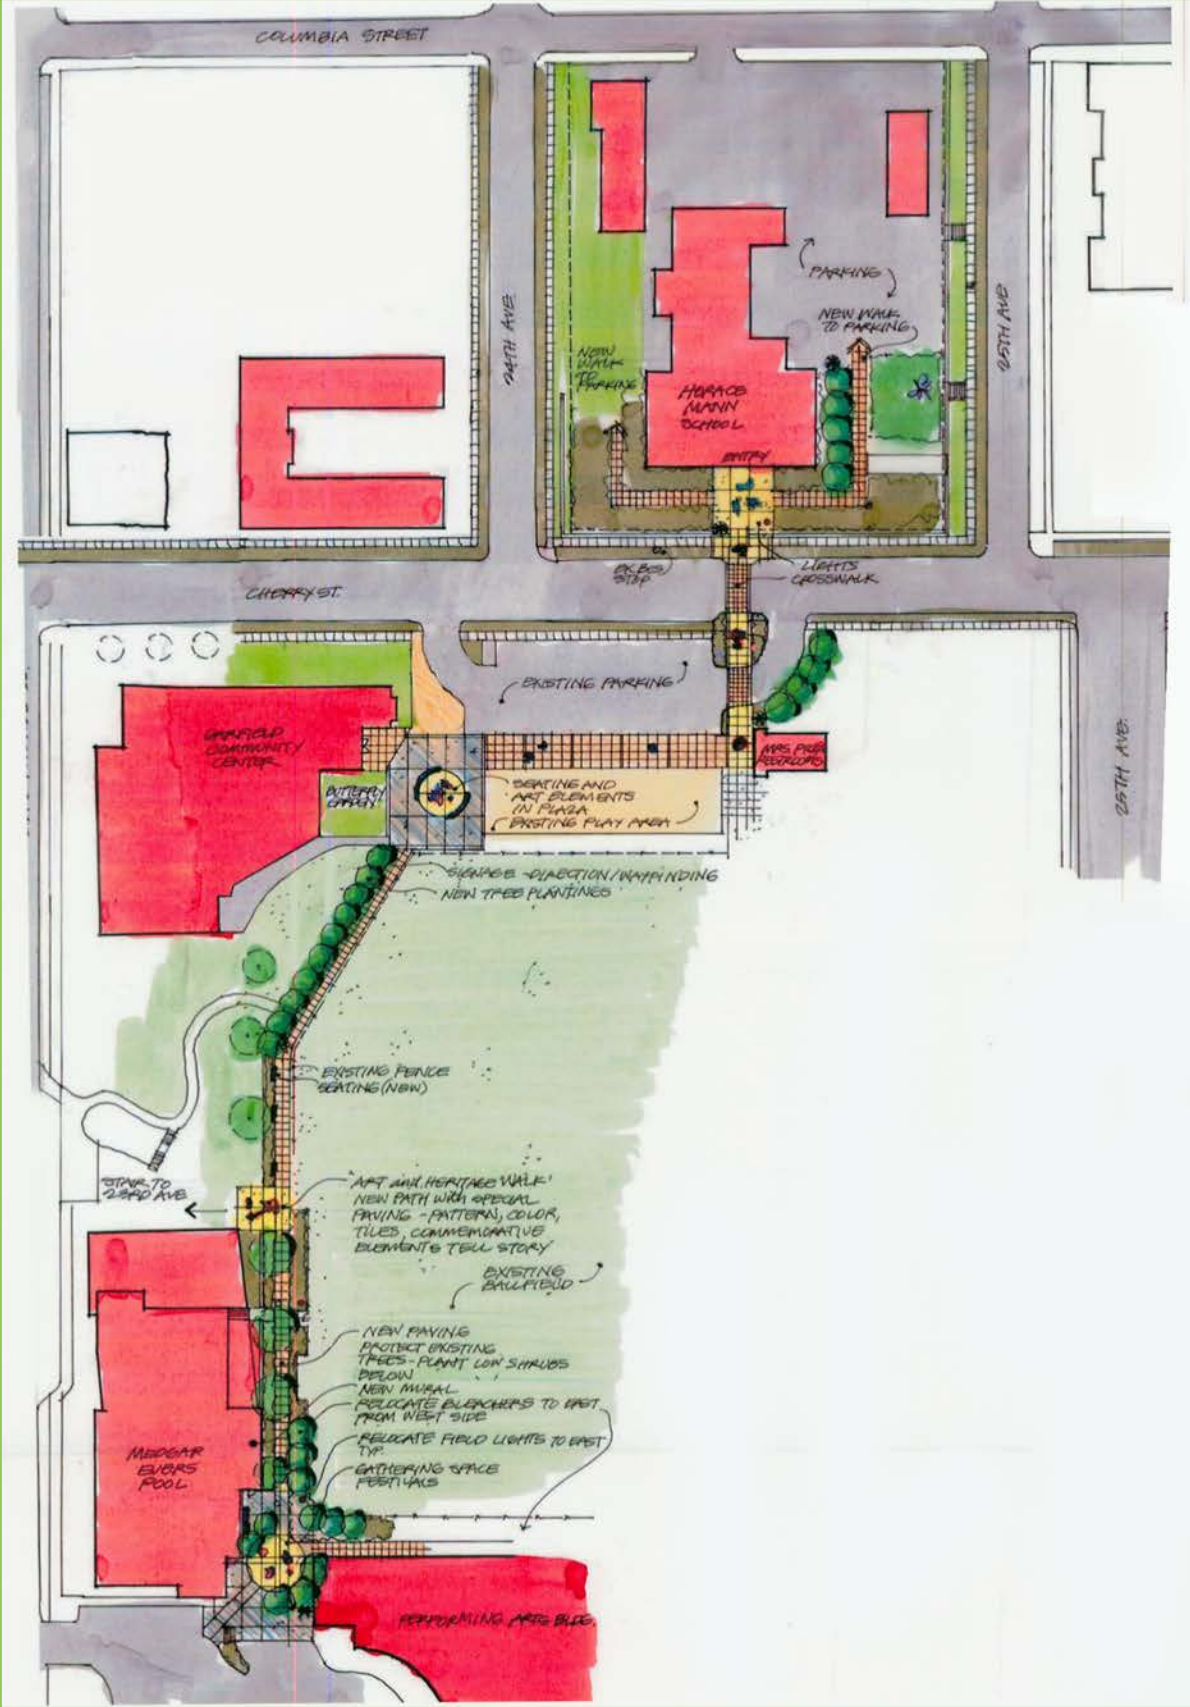 COLUMBIA STREET
24TH AVE
25TH AVE
PARKING
NEW WALK
TO PARKING
NEW
WALK
TO
PARKING
HORACE
MANN
SCHOOL
ENTRY
EX. BUS
STOP
LIGHTS
CROSSWALK
CHERRY ST.
EXISTING PARKING
GARFIELD
COMMUNITY
CENTER
BUTTERFLY
GARDEN
SEATING AND
ART ELEMENTS
IN PLAZA
EXISTING PLAY AREA
RESTROOMS
25TH AVE.
SIGNAGE - DIRECTION/WAYFINDING
NEW TREE PLANTINGS
EXISTING FENCE
SEATING (NEW)
STAIR TO
23RD AVE
'ART and HERITAGE WALK'
NEW PATH WITH SPECIAL
PAVING - PATTERN, COLOR,
TILES, COMMEMORATIVE
ELEMENTS TELL STORY
EXISTING
BALLFIELD
NEW PAVING
PROTECT EXISTING
TREES - PLANT LOW SHRUBS
BELOW
NEW MURAL
RELOCATE BLEACHERS TO EAST
FROM WEST SIDE
RELOCATE FIELD LIGHTS TO EAST
TYP.
GATHERING SPACE
FESTIVALS
MEDGAR
EVERS
POOL
PERFORMING ARTS BLDG.